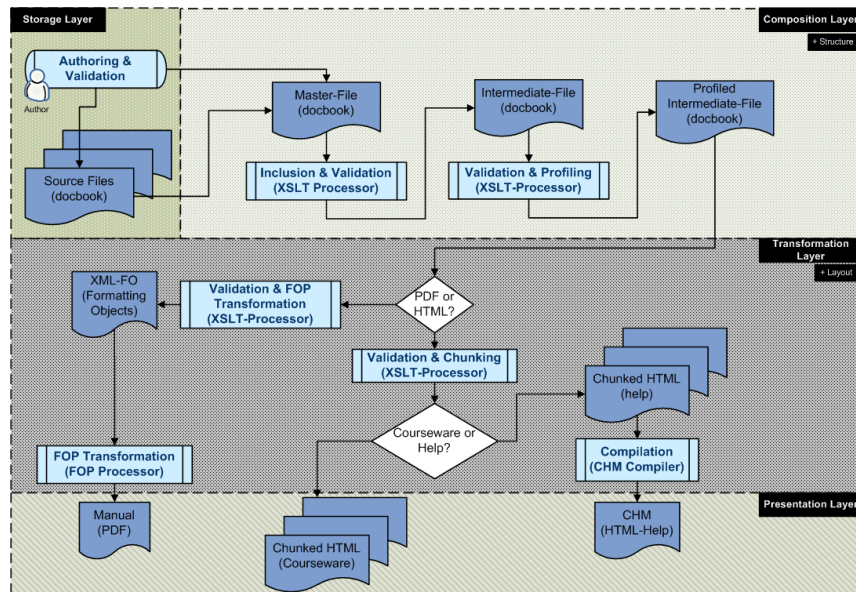 Storage Layer
Composition Layer
+ Structure
Authoring &
Validation
Author
Master-File
(docbook)
Intermediate-File
(docbook)
Profiled
Intermediate-File
(docbook)
Source Files
(docbook)
Inclusion & Validation
(XSLT Processor)
Validation & Profiling
(XSLT-Processor)
Transformation
Layer
+ Layout
XML-FO
(Formatting
Objects)
Validation & FOP
Transformation
(XSLT-Processor)
PDF or
HTML?
Validation & Chunking
(XSLT-Processor)
Chunked HTML
(help)
Courseware or
Help?
FOP Transformation
(FOP Processor)
Compilation
(CHM Compiler)
Presentation Layer
Manual
(PDF)
Chunked HTML
(Courseware)
CHM
(HTML-Help)